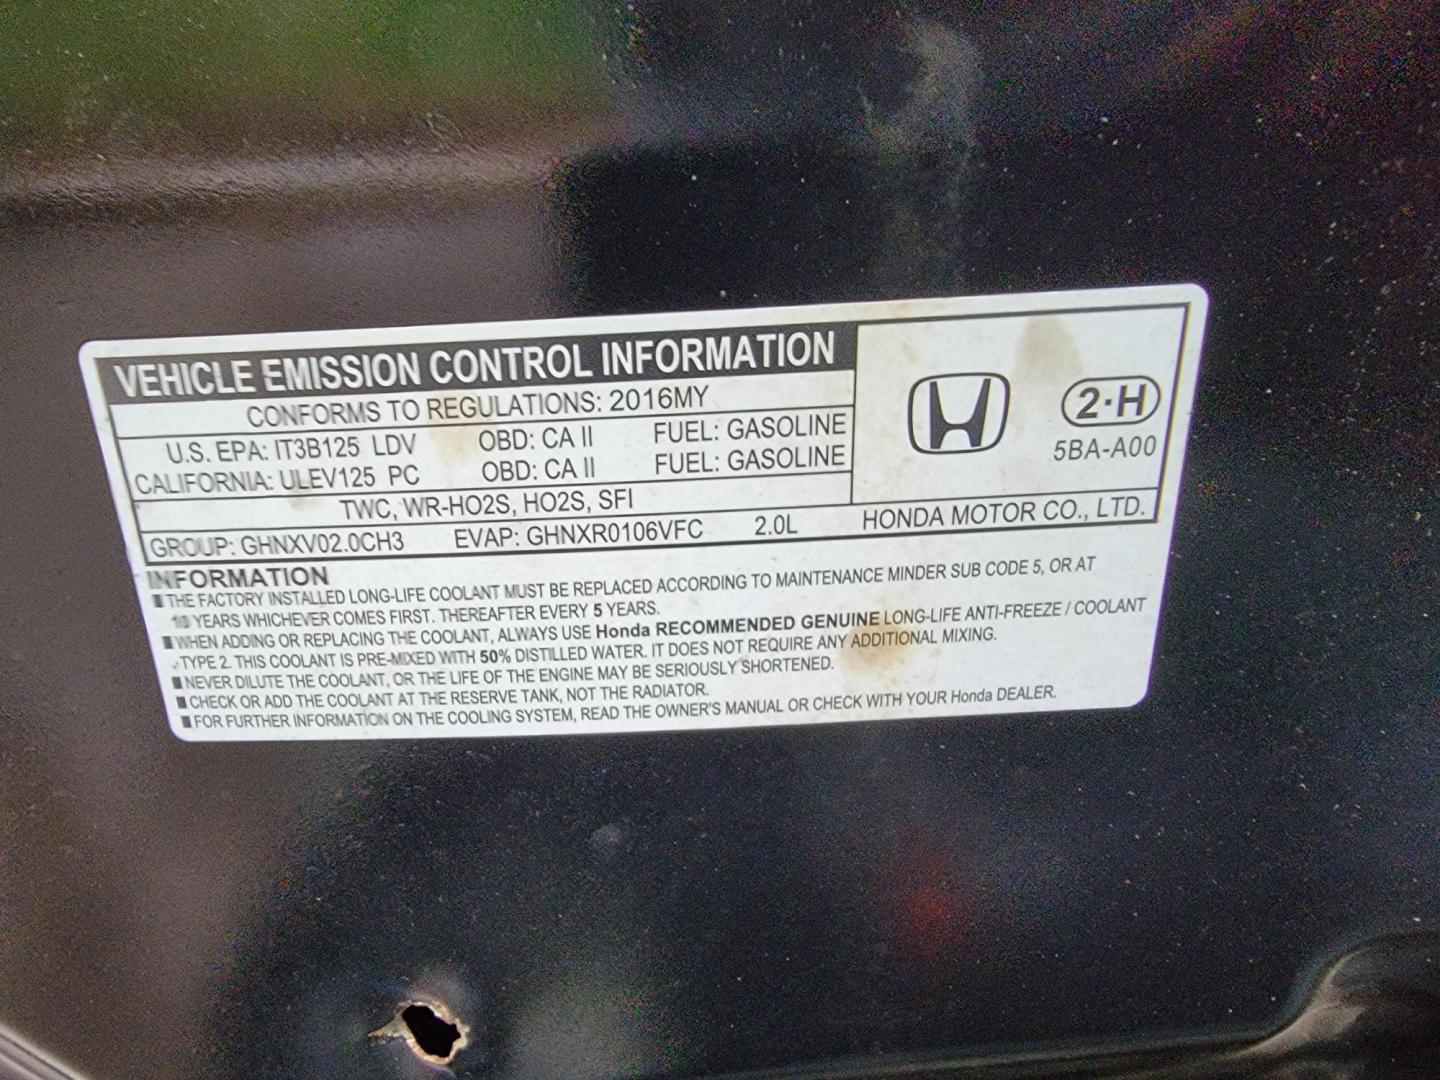 VEHICLE EMISSION CONTROL INFORMATION
CONFORMS TO REGULATIONS: 2016MY
U.S. EPA: IT3B125 LDV OBD: CA II FUEL: GASOLINE
CALIFORNIA: ULEV125 PC OBD: CA II FUEL: GASOLINE
TWC, WR-HO2S, HO2S, SFI
GROUP: GHNXV02.0CH3 EVAP: GHNXR0106VFC 2.0L HONDA MOTOR CO., LTD.
2·H
5BA-A00
INFORMATION
■ THE FACTORY INSTALLED LONG-LIFE COOLANT MUST BE REPLACED ACCORDING TO MAINTENANCE MINDER SUB CODE 5, OR AT
10 YEARS WHICHEVER COMES FIRST. THEREAFTER EVERY 5 YEARS.
■ WHEN ADDING OR REPLACING THE COOLANT, ALWAYS USE Honda RECOMMENDED GENUINE LONG-LIFE ANTI-FREEZE / COOLANT
TYPE 2. THIS COOLANT IS PRE-MIXED WITH 50% DISTILLED WATER. IT DOES NOT REQUIRE ANY ADDITIONAL MIXING.
■ NEVER DILUTE THE COOLANT, OR THE LIFE OF THE ENGINE MAY BE SERIOUSLY SHORTENED.
■ CHECK OR ADD THE COOLANT AT THE RESERVE TANK, NOT THE RADIATOR.
■ FOR FURTHER INFORMATION ON THE COOLING SYSTEM, READ THE OWNER'S MANUAL OR CHECK WITH YOUR Honda DEALER.